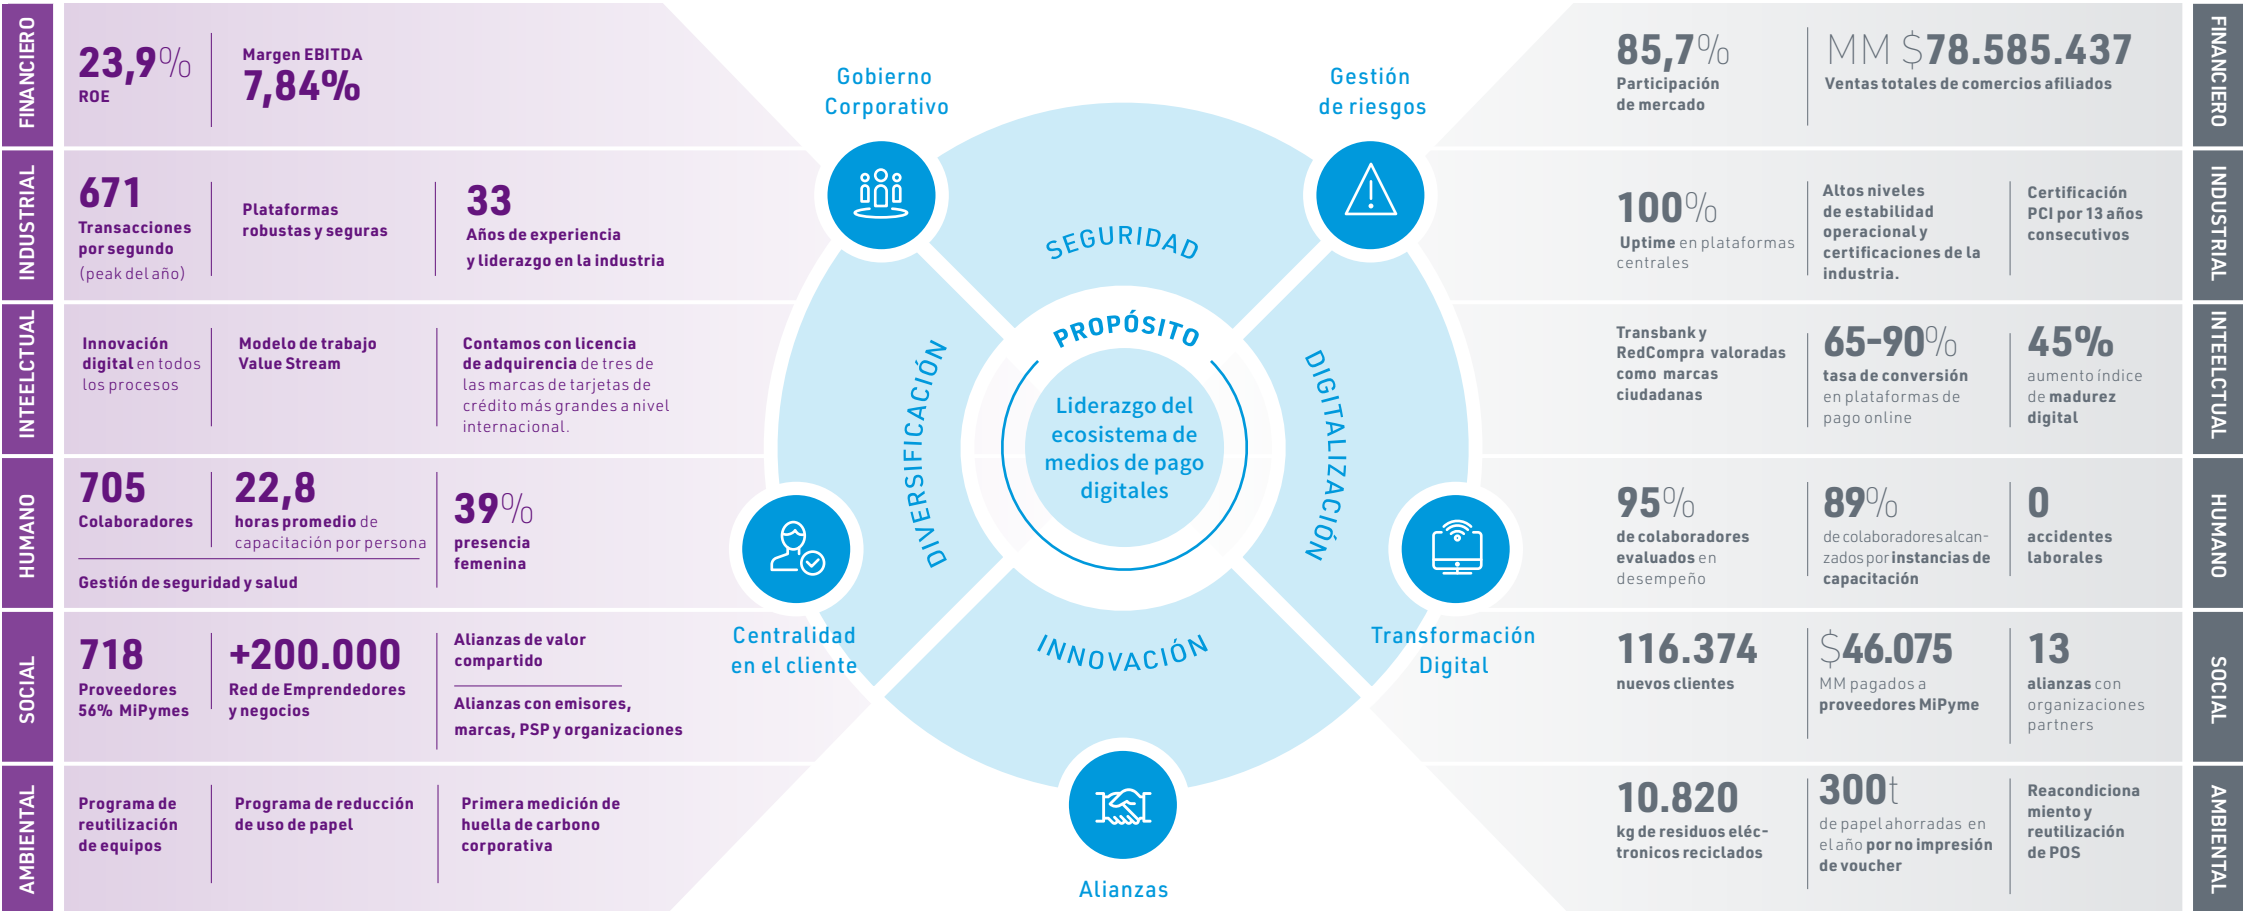 FINANCIERO
23,9%
ROE
Margen EBITDA
7,84%
INDUSTRIAL
671
Transacciones
por segundo
(peak del año)
Plataformas
robustas y seguras
33
Años de experiencia
y liderazgo en la industria
INTEELCTUAL
Innovación
digital en todos
los procesos
Modelo de trabajo
Value Stream
Contamos con licencia
de adquirencia de tres de
las marcas de tarjetas de
crédito más grandes a nivel
internacional.
HUMANO
705
Colaboradores
22,8
horas promedio de
capacitación por persona
Gestión de seguridad y salud
39%
presencia
femenina
SOCIAL
718
Proveedores
56% MiPymes
+200.000
Red de Emprendedores
y negocios
Alianzas de valor
compartido
Alianzas con emisores,
marcas, PSP y organizaciones
AMBIENTAL
Programa de
reutilización
de equipos
Programa de reducción
de uso de papel
Primera medición de
huella de carbono
corporativa
Gobierno
Corporativo
Gestión
de riesgos
SEGURIDAD
DIVERSIFICACIÓN
PROPÓSITO
Liderazgo del
ecosistema de
medios de pago
digitales
DIGITALIZACIÓN
INNOVACIÓN
Centralidad
en el cliente
Transformación
Digital
Alianzas
85,7%
Participación
de mercado
MM $78.585.437
Ventas totales de comercios afiliados
FINANCIERO
100%
Uptime en plataformas
centrales
Altos niveles
de estabilidad
operacional y
certificaciones de la
industria.
Certificación
PCI por 13 años
consecutivos
INDUSTRIAL
Transbank y
RedCompra valoradas
como marcas
ciudadanas
65-90%
tasa de conversión
en plataformas de
pago online
45%
aumento índice
de madurez
digital
INTEELCTUAL
95%
de colaboradores
evaluados en
desempeño
89%
de colaboradores alcan-
zados por instancias de
capacitación
0
accidentes
laborales
HUMANO
116.374
nuevos clientes
$46.075
MM pagados a
proveedores MiPyme
13
alianzas con
organizaciones
partners
SOCIAL
10.820
kg de residuos eléc-
tronicos reciclados
300t
de papel ahorradas en
el año por no impresión
de voucher
Reacondiciona
miento y
reutilización
de POS
AMBIENTAL